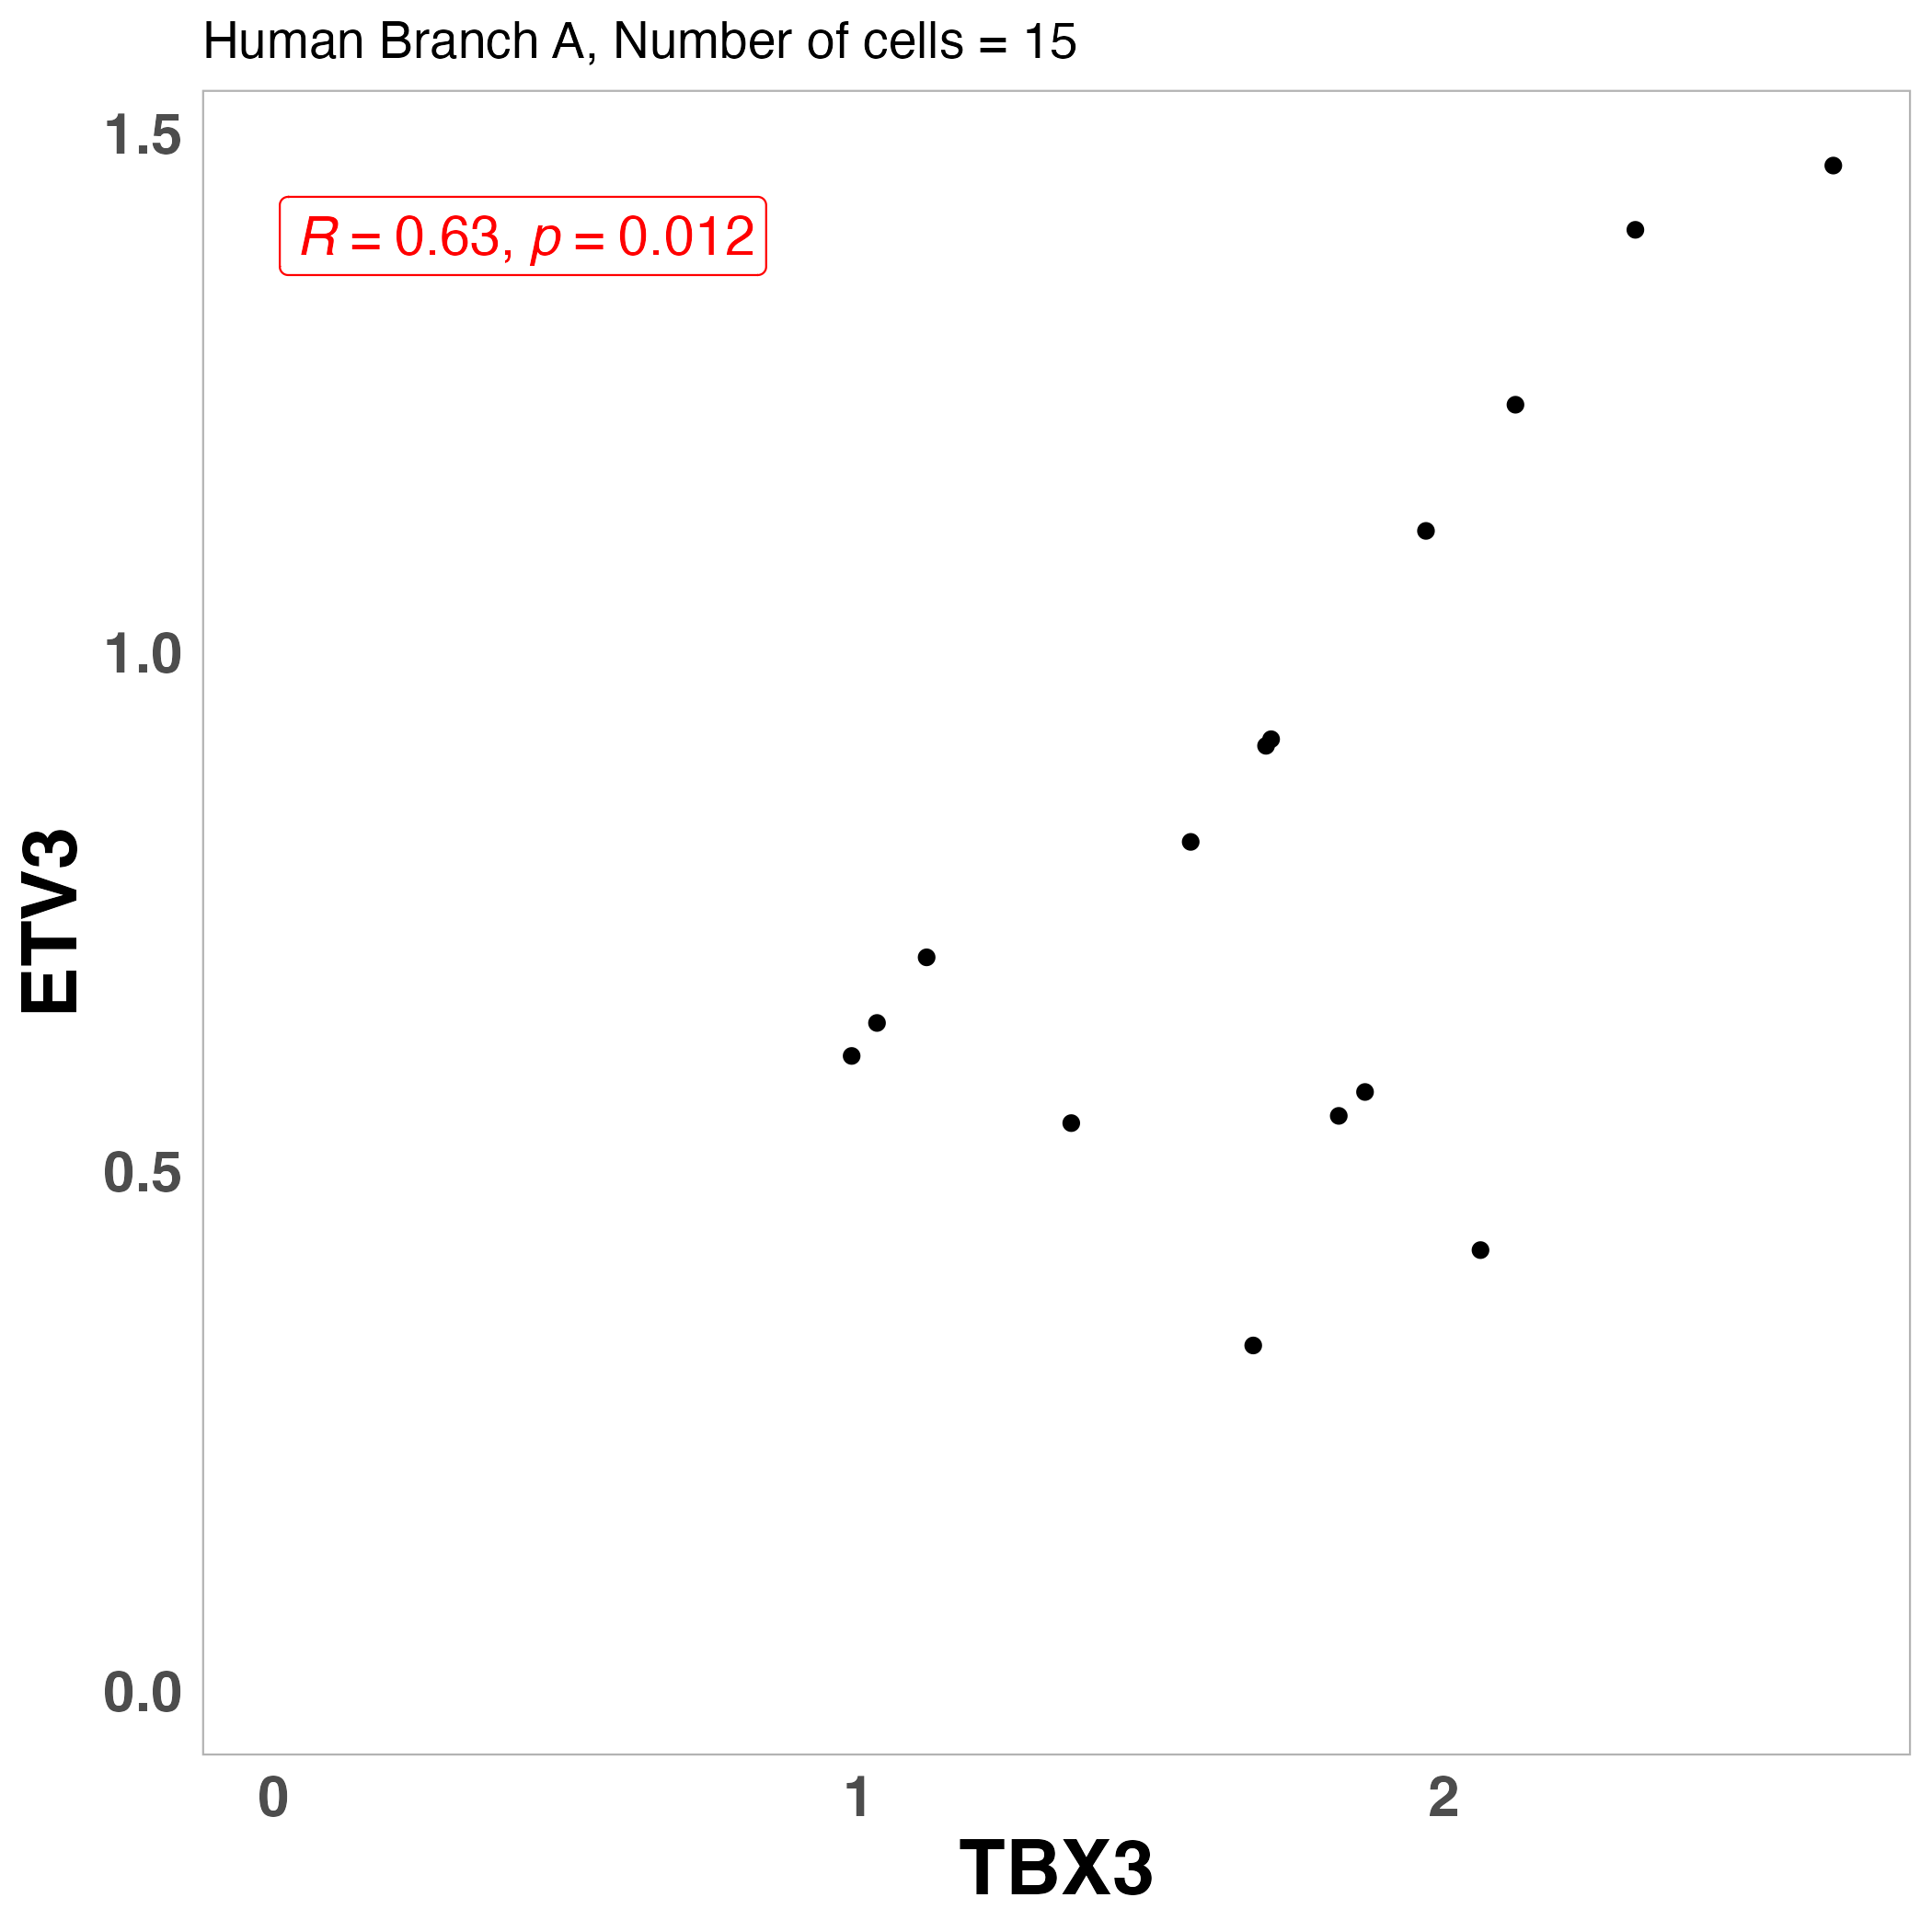 Human Branch A, Number of cells = 15
1.5
R = 0.63, p = 0.012
1.0
ETV3
0.5
0.0
0 1 2
TBX3